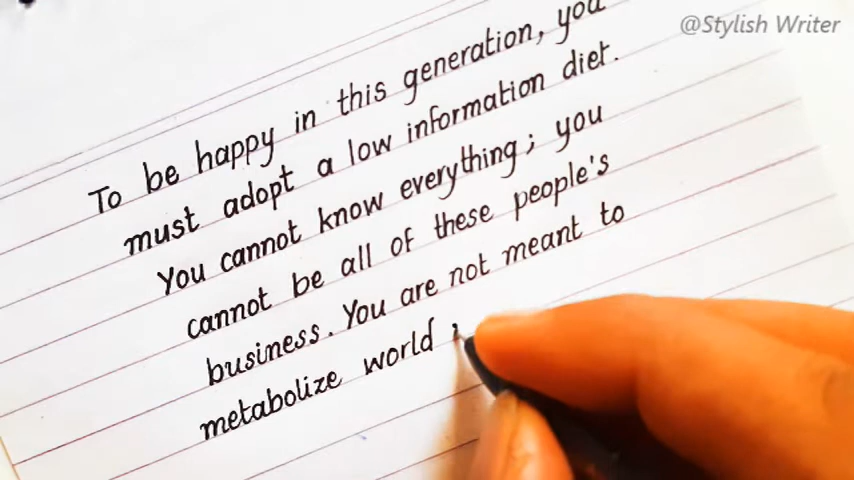 @Stylish Writer
To be happy in this generation, you
must adopt a low information diet.
You cannot know everything; you
cannot be all of these people's
business. You are not meant to
metabolize world